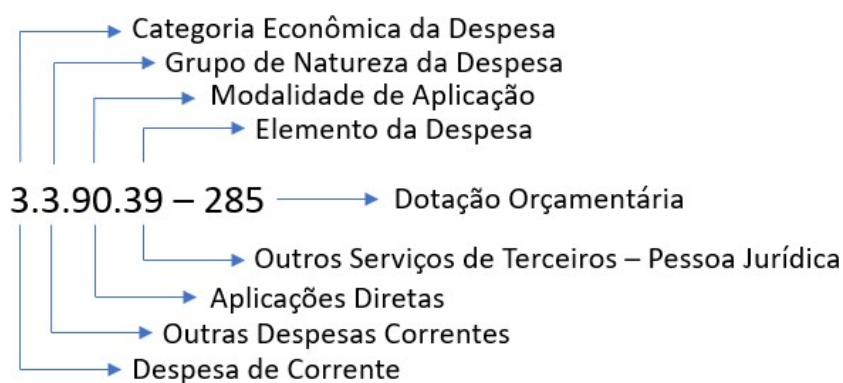 Categoria Econômica da Despesa
Grupo de Natureza da Despesa
Modalidade de Aplicação
Elemento da Despesa
3.3.90.39 – 285 Dotação Orçamentária
Outros Serviços de Terceiros – Pessoa Jurídica
Aplicações Diretas
Outras Despesas Correntes
Despesa de Corrente